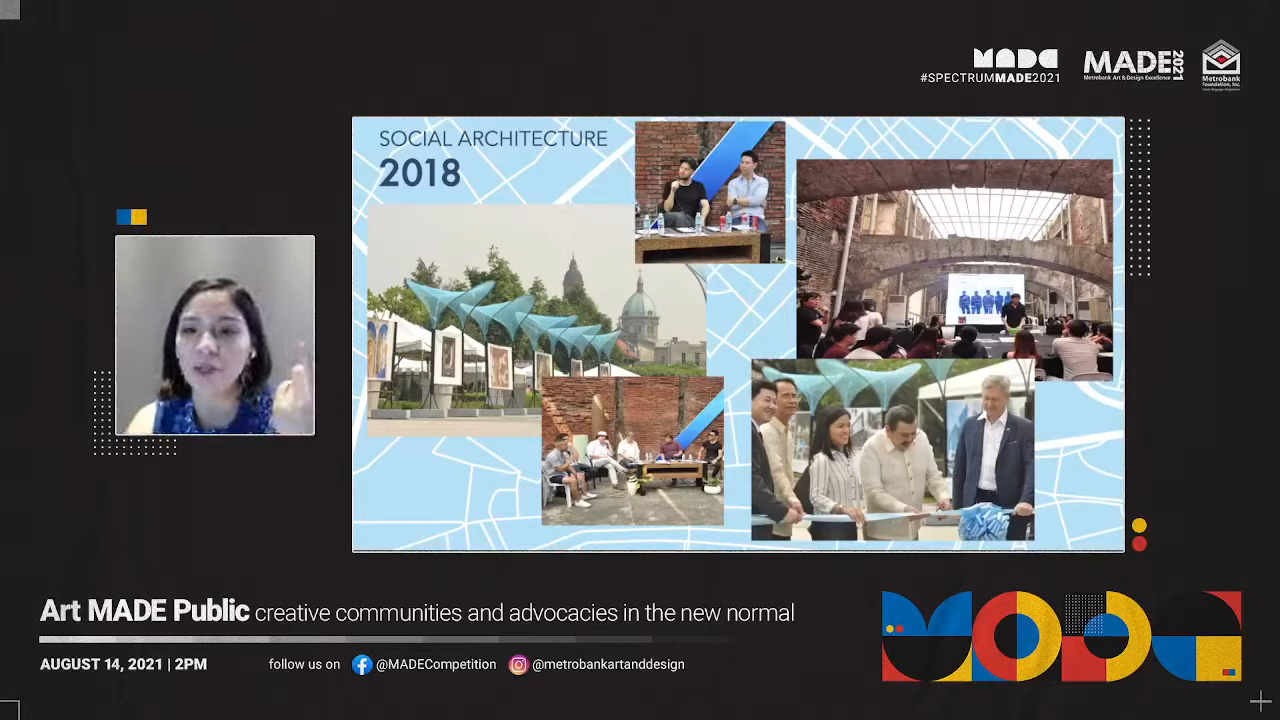 MADE
#SPECTRUMMADE2021
MADE 2021
Metrobank Art & Design Excellence
Metrobank
Foundation, Inc.
SOCIAL ARCHITECTURE
2018
Art MADE Public creative communities and advocacies in the new normal
AUGUST 14, 2021 | 2PM
follow us on @MADECompetition @metrobankartanddesign
MADE